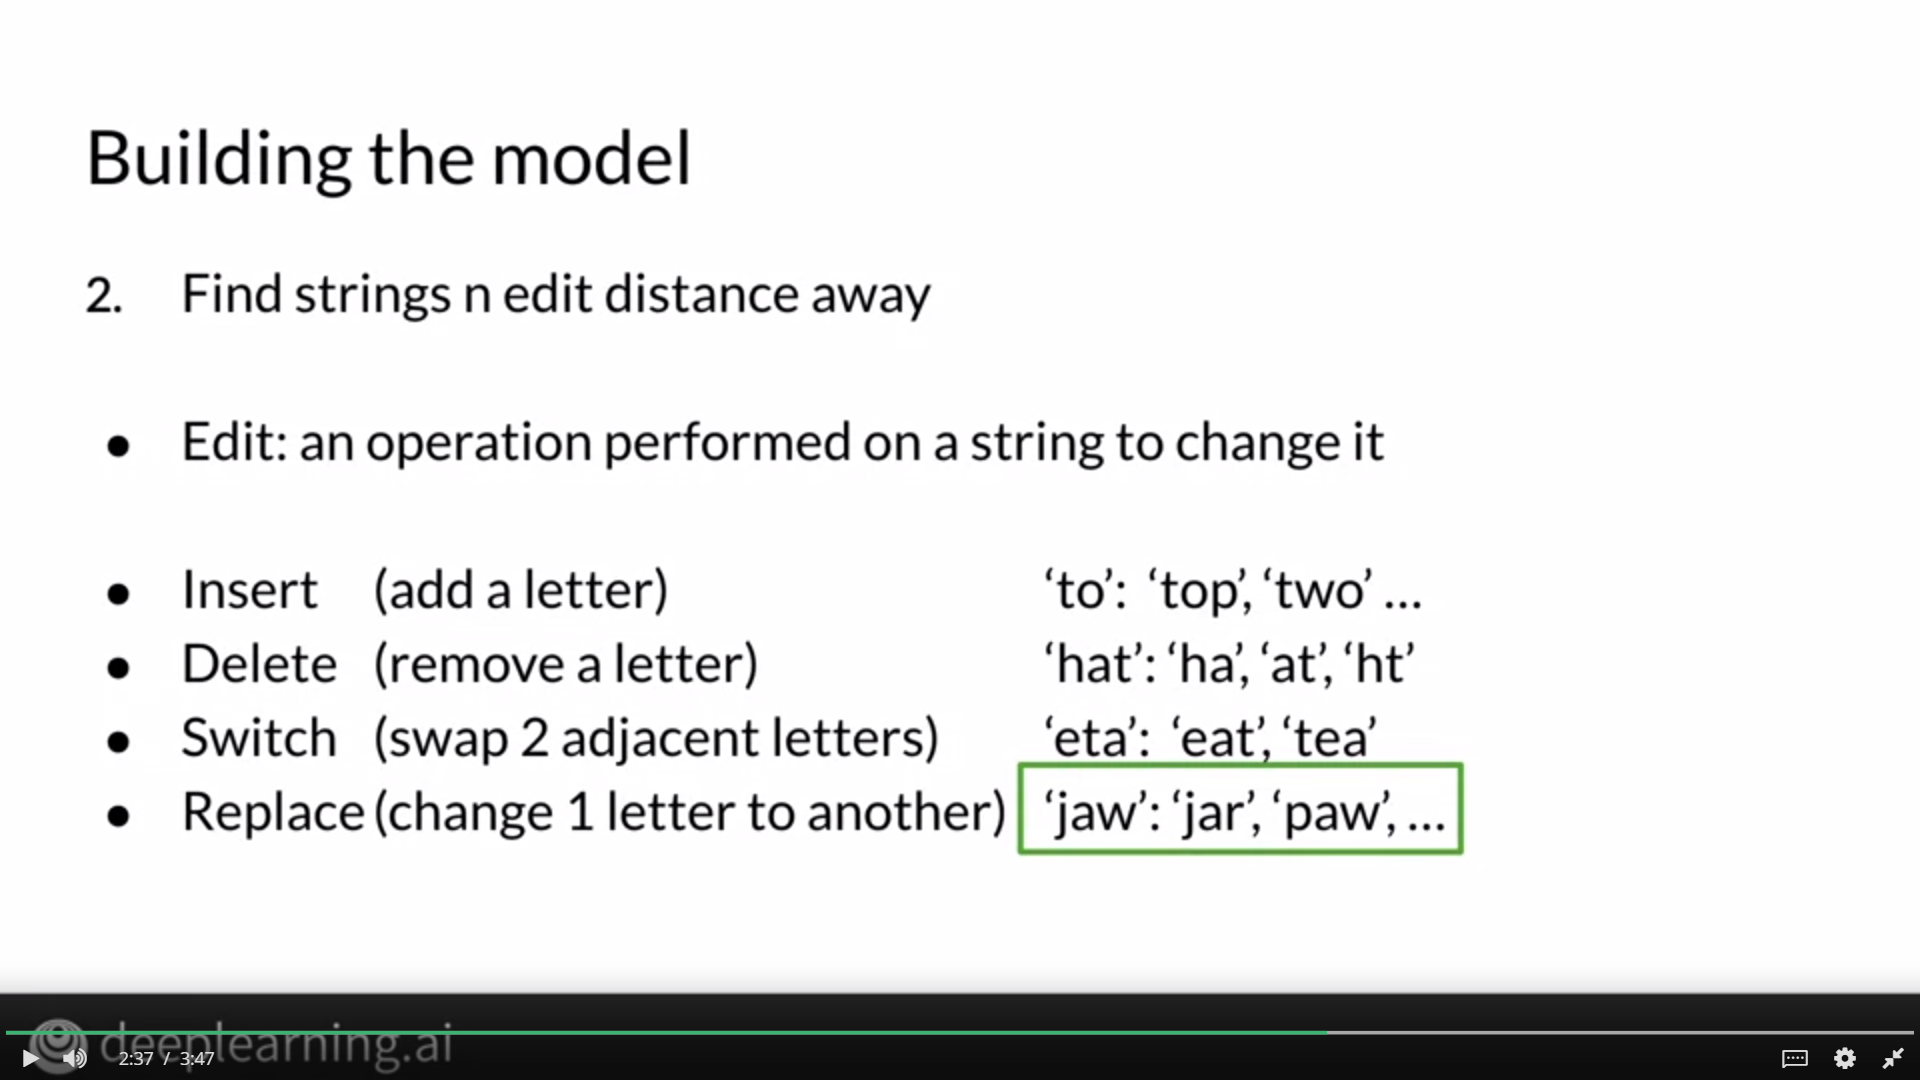 Building the model
2. Find strings n edit distance away
● Edit: an operation performed on a string to change it
● Insert (add a letter) ‘to’: ‘top’, ‘two’ ...
● Delete (remove a letter) ‘hat’: ‘ha’, ‘at’, ‘ht’
● Switch (swap 2 adjacent letters) ‘eta’: ‘eat’, ‘tea’
● Replace (change 1 letter to another) ‘jaw’: ‘jar’, ‘paw’, ...
deeplearning.ai
2:37 / 3:47